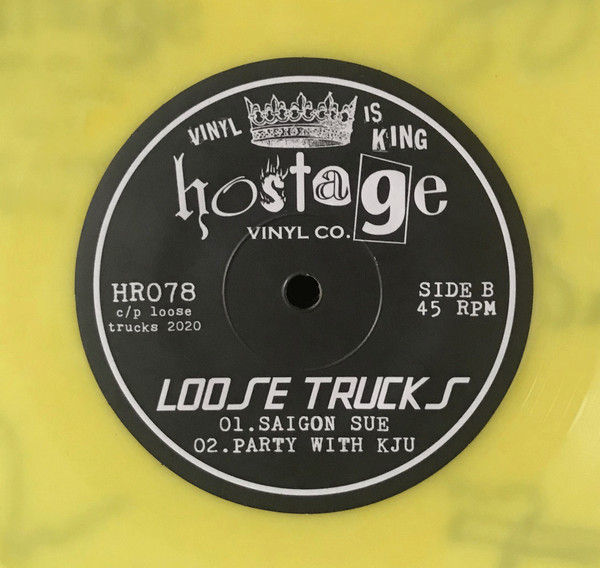 VINYL IS KING
hostage
VINYL CO.
HR078
c/p loose
trucks 2020
SIDE B
45 RPM
LOOSE TRUCKS
01.SAIGON SUE
02.PARTY WITH KJU